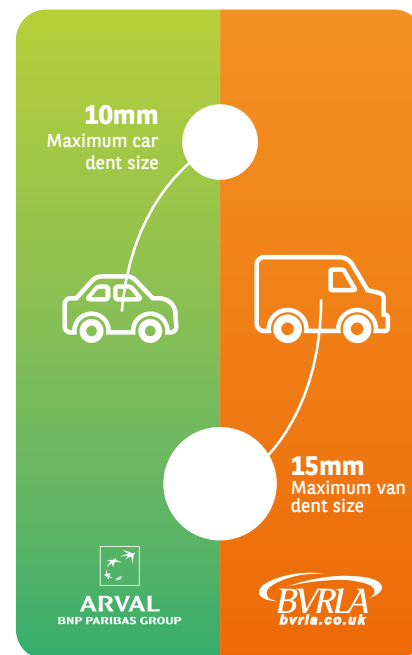 10mm
Maximum car
dent size
15mm
Maximum van
dent size
ARVAL
BNP PARIBAS GROUP
BVRLA
bvrla.co.uk